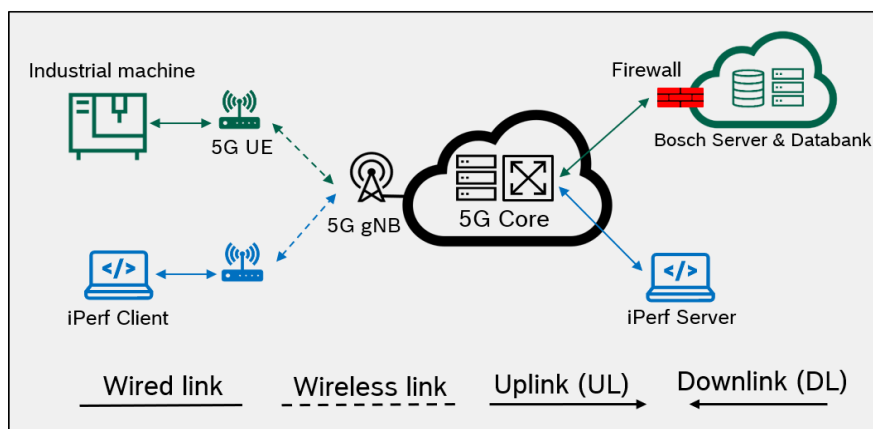 Industrial machine
Firewall
5G UE
Bosch Server & Databank
5G gNB
5G Core
</>
iPerf Client
</>
iPerf Server
Wired link
Wireless link
Uplink (UL)
Downlink (DL)